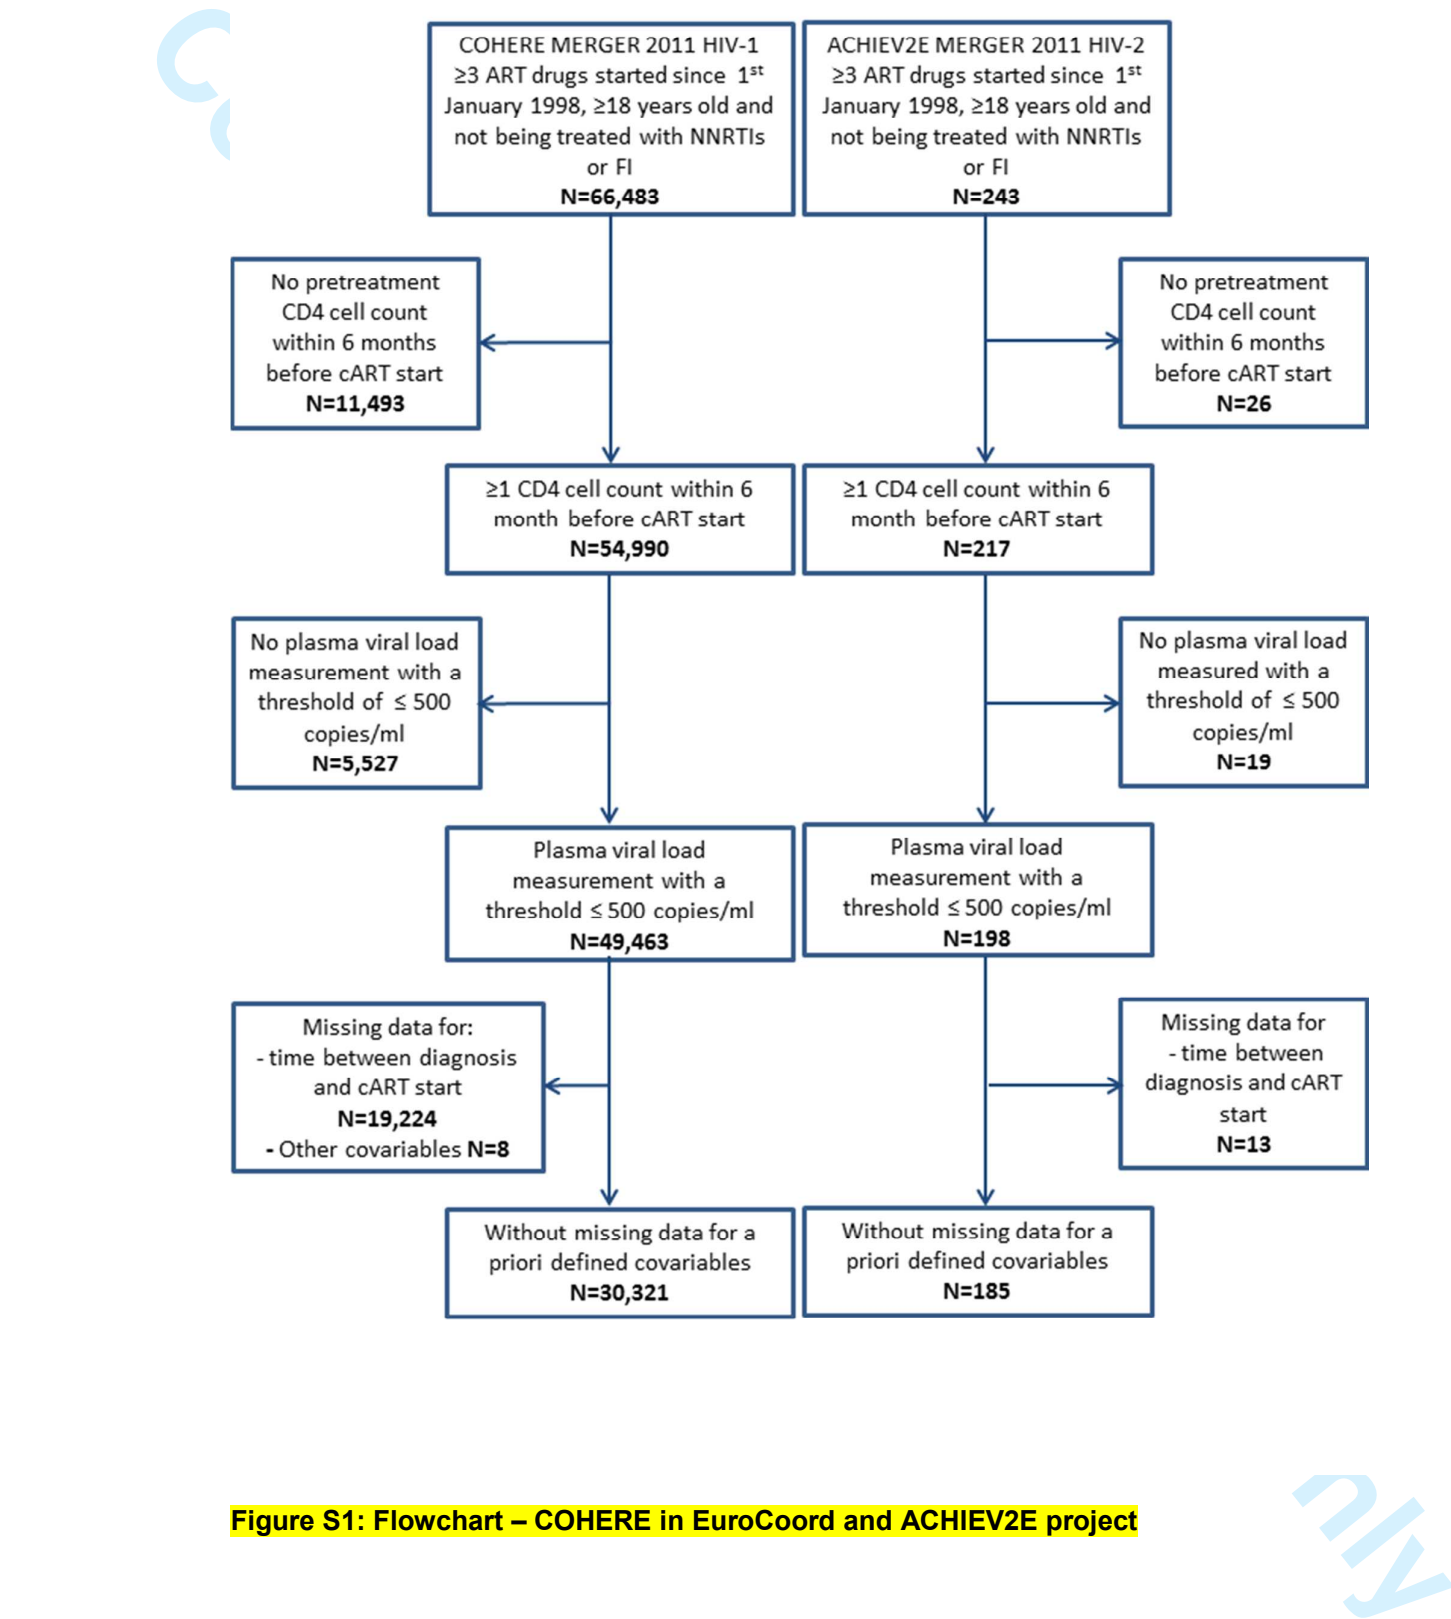 COHERE MERGER 2011 HIV-1
≥3 ART drugs started since 1st
January 1998, ≥18 years old and
not being treated with NNRTIs
or FI
N=66,483
ACHIEV2E MERGER 2011 HIV-2
≥3 ART drugs started since 1st
January 1998, ≥18 years old and
not being treated with NNRTIs
or FI
N=243
No pretreatment
CD4 cell count
within 6 months
before cART start
N=11,493
No pretreatment
CD4 cell count
within 6 months
before cART start
N=26
≥1 CD4 cell count within 6
month before cART start
N=54,990
≥1 CD4 cell count within 6
month before cART start
N=217
No plasma viral load
measurement with a
threshold of ≤ 500
copies/ml
N=5,527
No plasma viral load
measured with a
threshold of ≤ 500
copies/ml
N=19
Plasma viral load
measurement with a
threshold ≤ 500 copies/ml
N=49,463
Plasma viral load
measurement with a
threshold ≤ 500 copies/ml
N=198
Missing data for:
- time between diagnosis
and cART start
N=19,224
- Other covariables N=8
Missing data for
- time between
diagnosis and cART
start
N=13
Without missing data for a
priori defined covariables
N=30,321
Without missing data for a
priori defined covariables
N=185
Figure S1: Flowchart – COHERE in EuroCoord and ACHIEV2E project